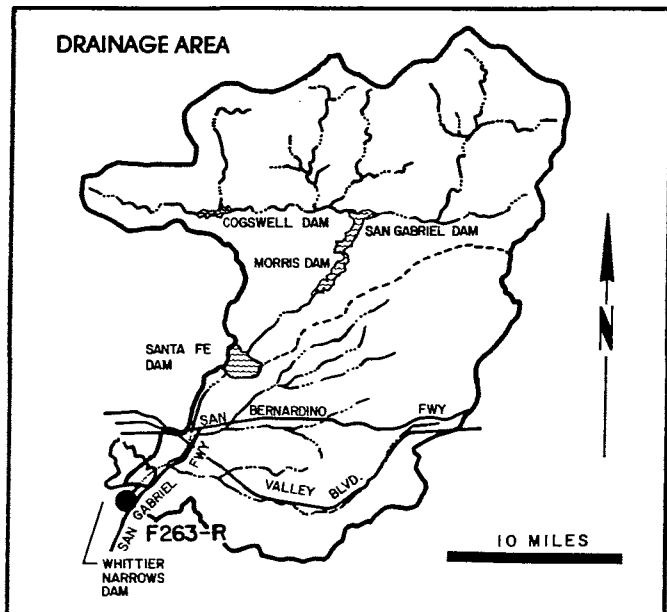 DRAINAGE AREA
COGSWELL DAM
SAN GABRIEL DAM
MORRIS DAM
N
SANTA FE
DAM
SAN BERNARDINO FWY
VALLEY BLVD.
SAN GABRIEL FWY
F263-R
WHITTIER
NARROWS
DAM
10 MILES